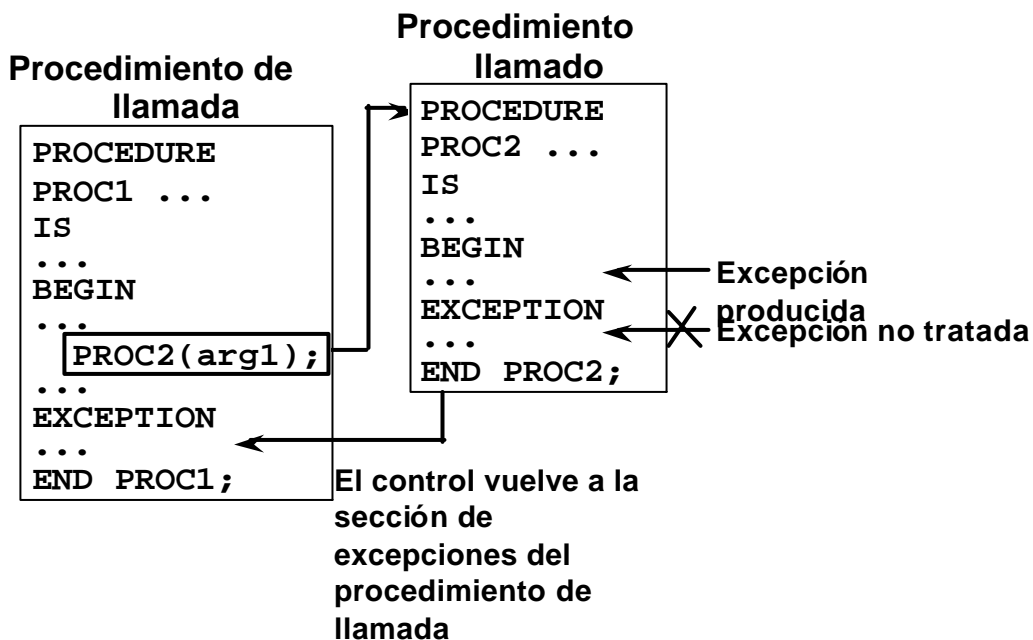 Procedimiento de
llamada
PROCEDURE
PROC1 ...
IS
...
BEGIN
...
PROC2(arg1);
...
EXCEPTION
...
END PROC1;
Procedimiento
llamado
PROCEDURE
PROC2 ...
IS
...
BEGIN
...
EXCEPTION
...
END PROC2;
Excepción
producida
Excepción no tratada
El control vuelve a la
sección de
excepciones del
procedimiento de
llamada